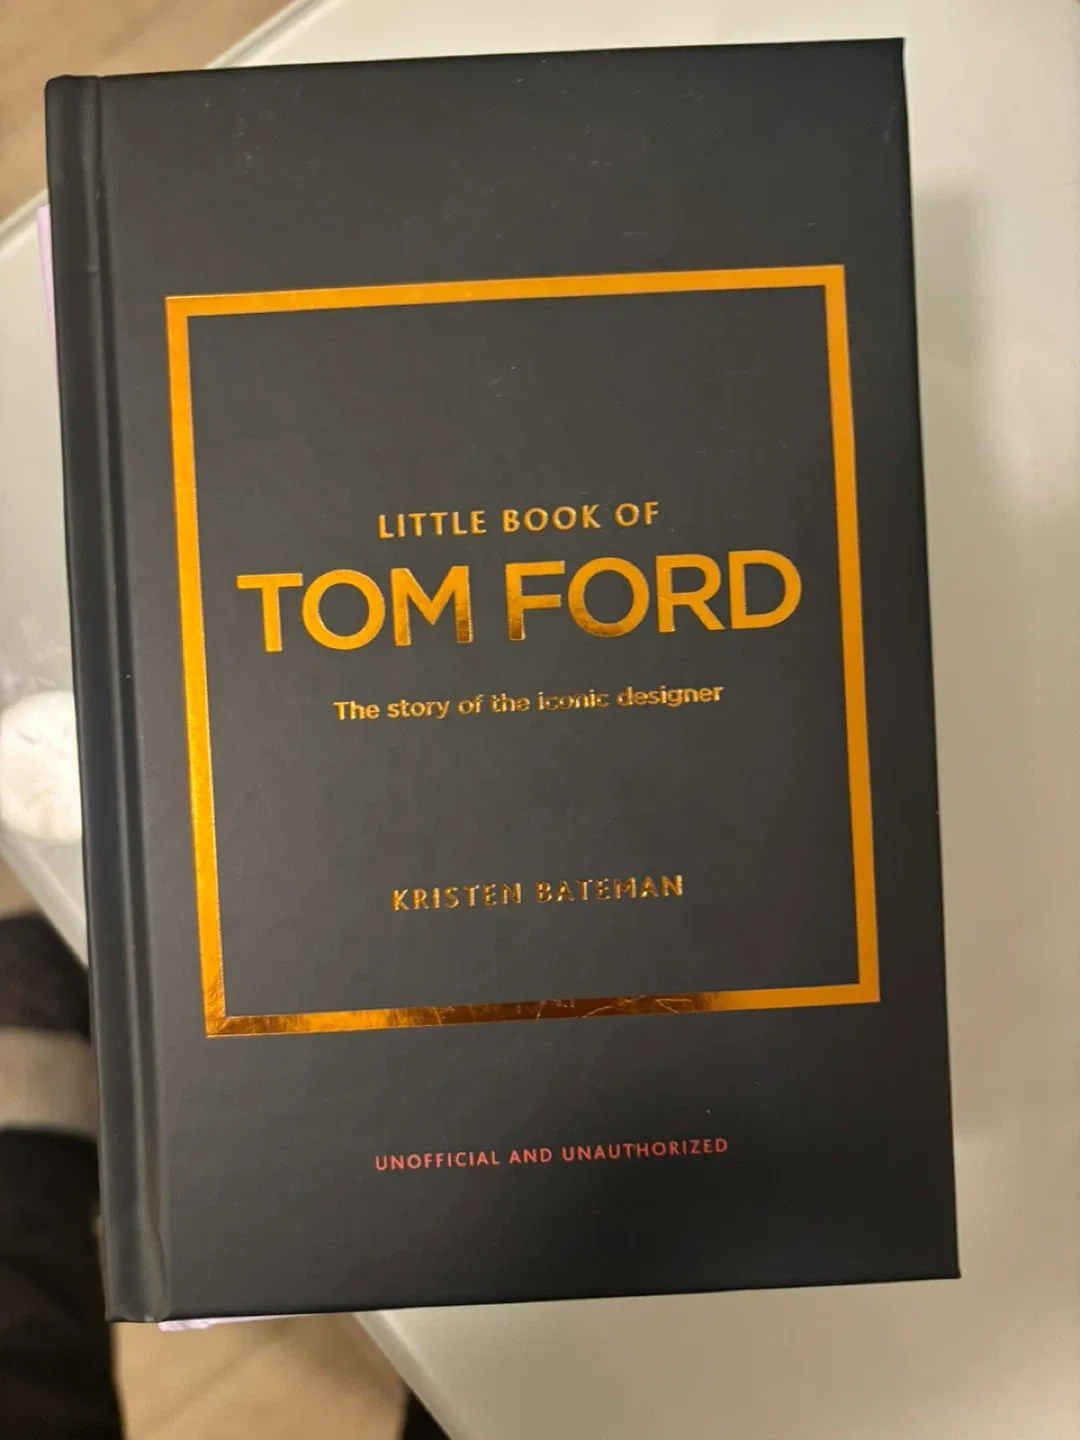 LITTLE BOOK OF
TOM FORD
The story of the iconic designer
KRISTEN BATEMAN
UNOFFICIAL AND UNAUTHORIZED